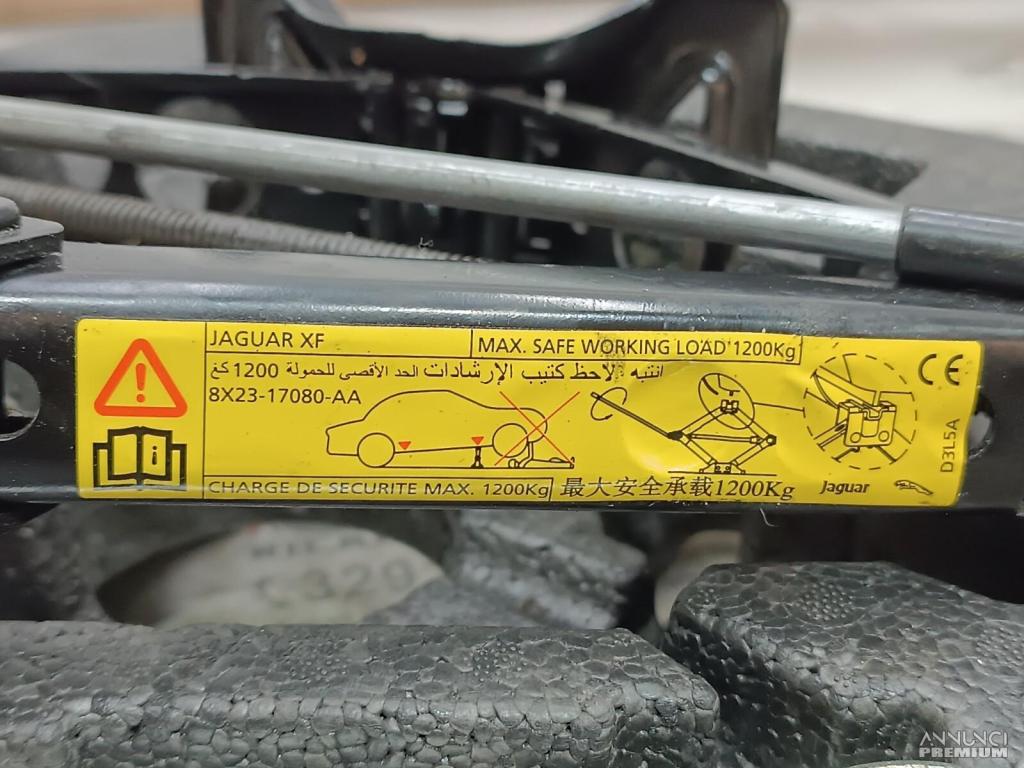 JAGUAR XF
MAX. SAFE WORKING LOAD 1200Kg
انتبه لاحظ كتيب الإرشادات الحد الأقصى للحمولة 1200 كغ
8X23-17080-AA
CHARGE DE SECURITE MAX. 1200Kg
最大安全承载1200Kg
Jaguar
CE
D3L5A
C320
ANNUNCI
PREMIUM